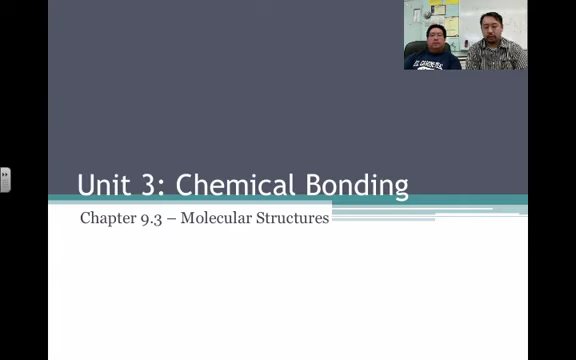 Unit 3: Chemical Bonding
Chapter 9.3 – Molecular Structures